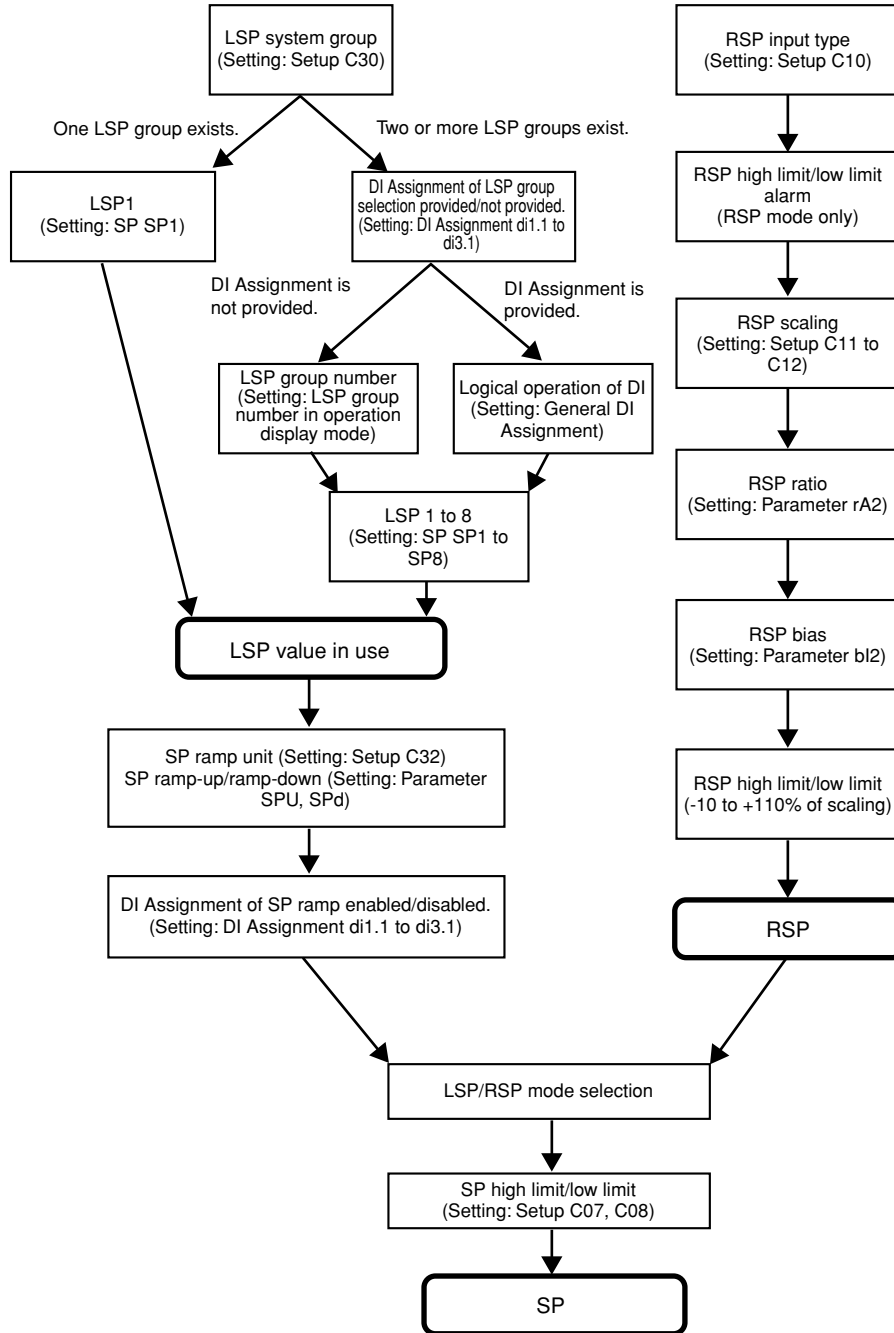 LSP system group
(Setting: Setup C30)
One LSP group exists.
Two or more LSP groups exist.
LSP1
(Setting: SP SP1)
DI Assignment of LSP group
selection provided/not provided.
(Setting: DI Assignment di1.1 to
di3.1)
DI Assignment is
not provided.
DI Assignment is
provided.
LSP group number
(Setting: LSP group
number in operation
display mode)
Logical operation of DI
(Setting: General DI
Assignment)
LSP 1 to 8
(Setting: SP SP1 to
SP8)
LSP value in use
SP ramp unit (Setting: Setup C32)
SP ramp-up/ramp-down (Setting: Parameter
SPU, SPd)
DI Assignment of SP ramp enabled/disabled.
(Setting: DI Assignment di1.1 to di3.1)
RSP input type
(Setting: Setup C10)
RSP high limit/low limit
alarm
(RSP mode only)
RSP scaling
(Setting: Setup C11 to
C12)
RSP ratio
(Setting: Parameter rA2)
RSP bias
(Setting: Parameter bI2)
RSP high limit/low limit
(-10 to +110% of scaling)
RSP
LSP/RSP mode selection
SP high limit/low limit
(Setting: Setup C07, C08)
SP